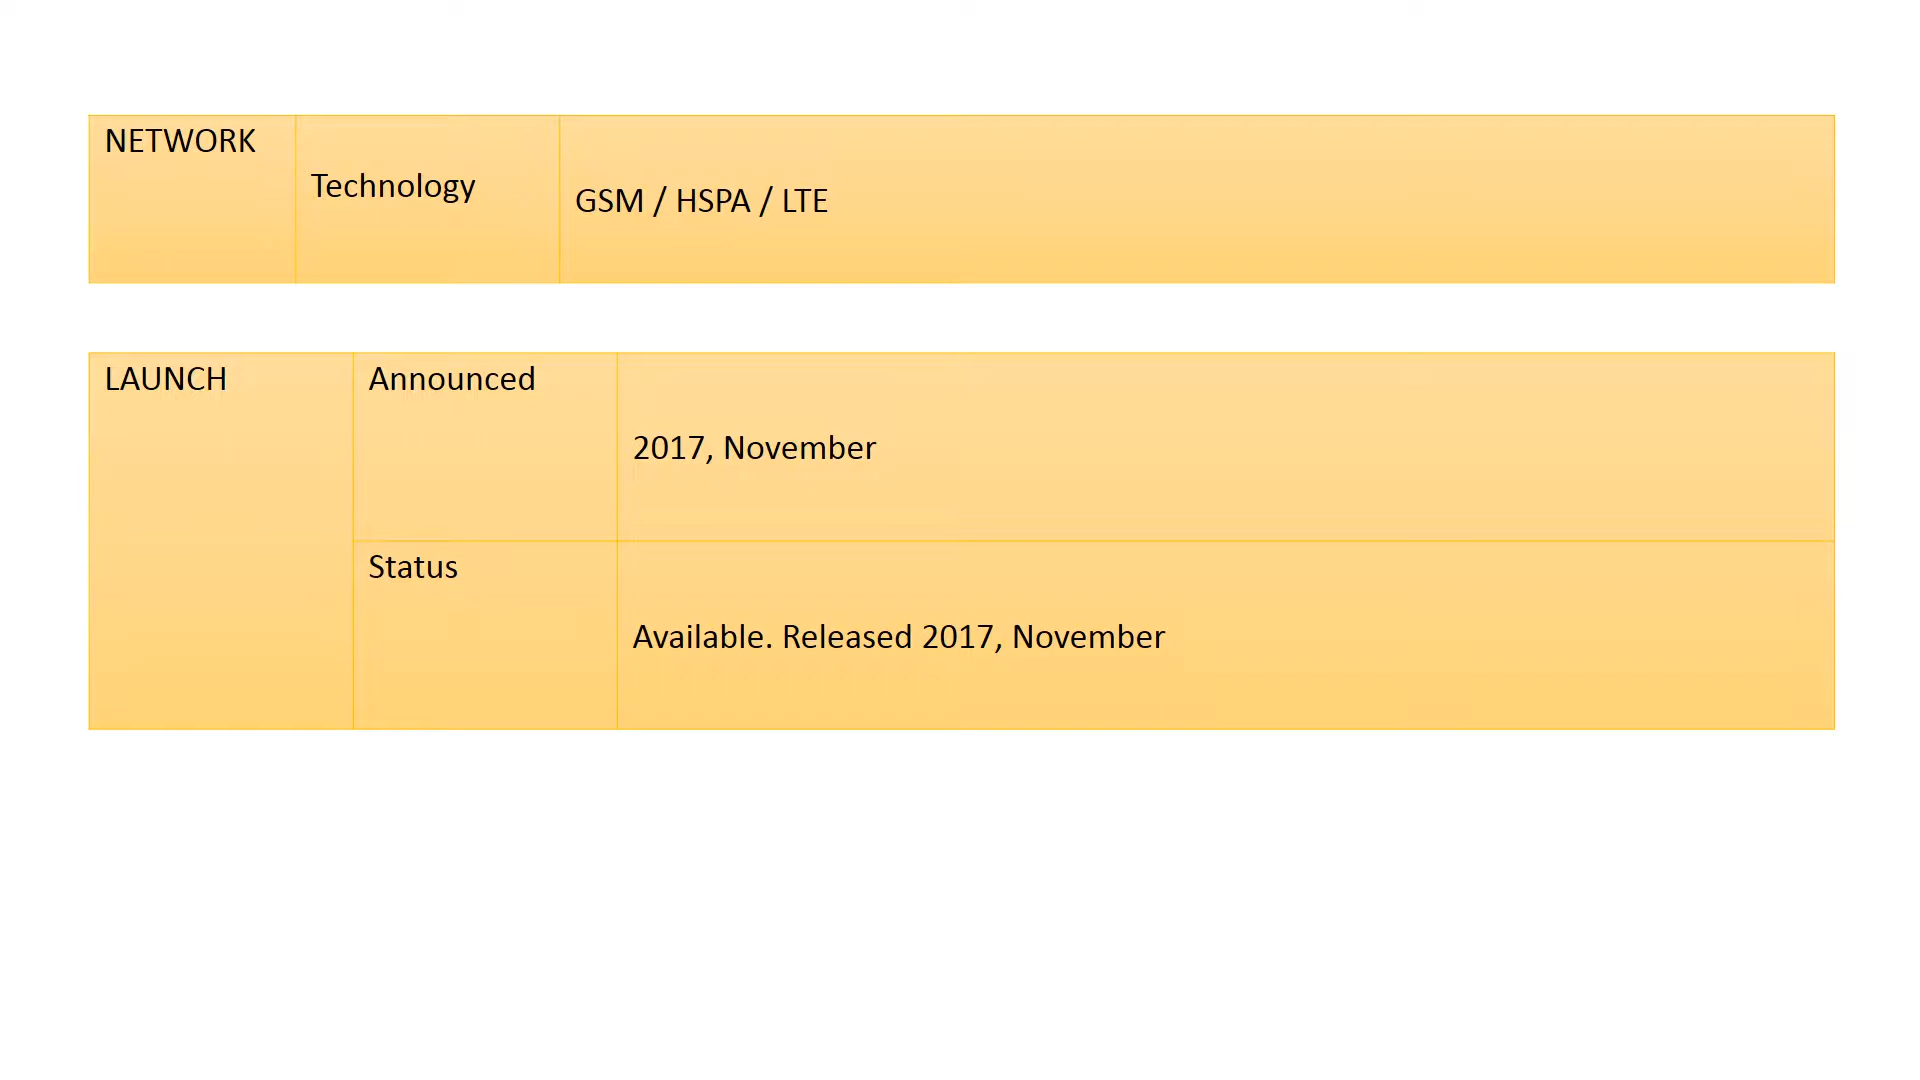 NETWORK
Technology
GSM / HSPA / LTE
LAUNCH
Announced
2017, November
Status
Available. Released 2017, November